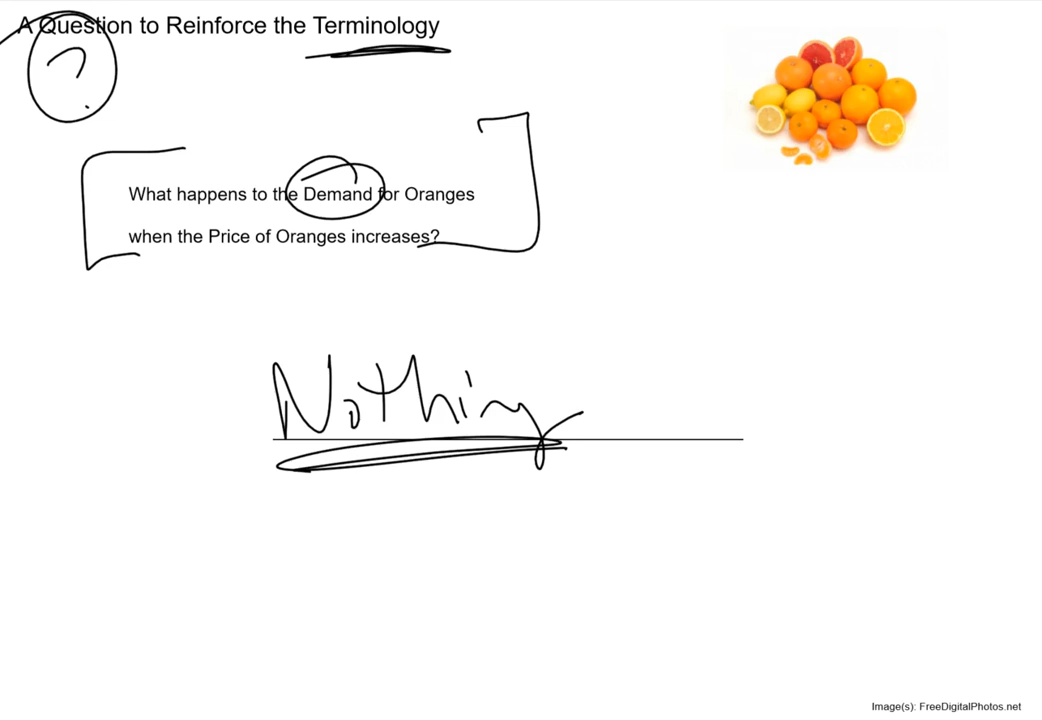 A Question to Reinforce the Terminology
?
What happens to the Demand for Oranges
when the Price of Oranges increases?
Nothing
Image(s): FreeDigitalPhotos.net